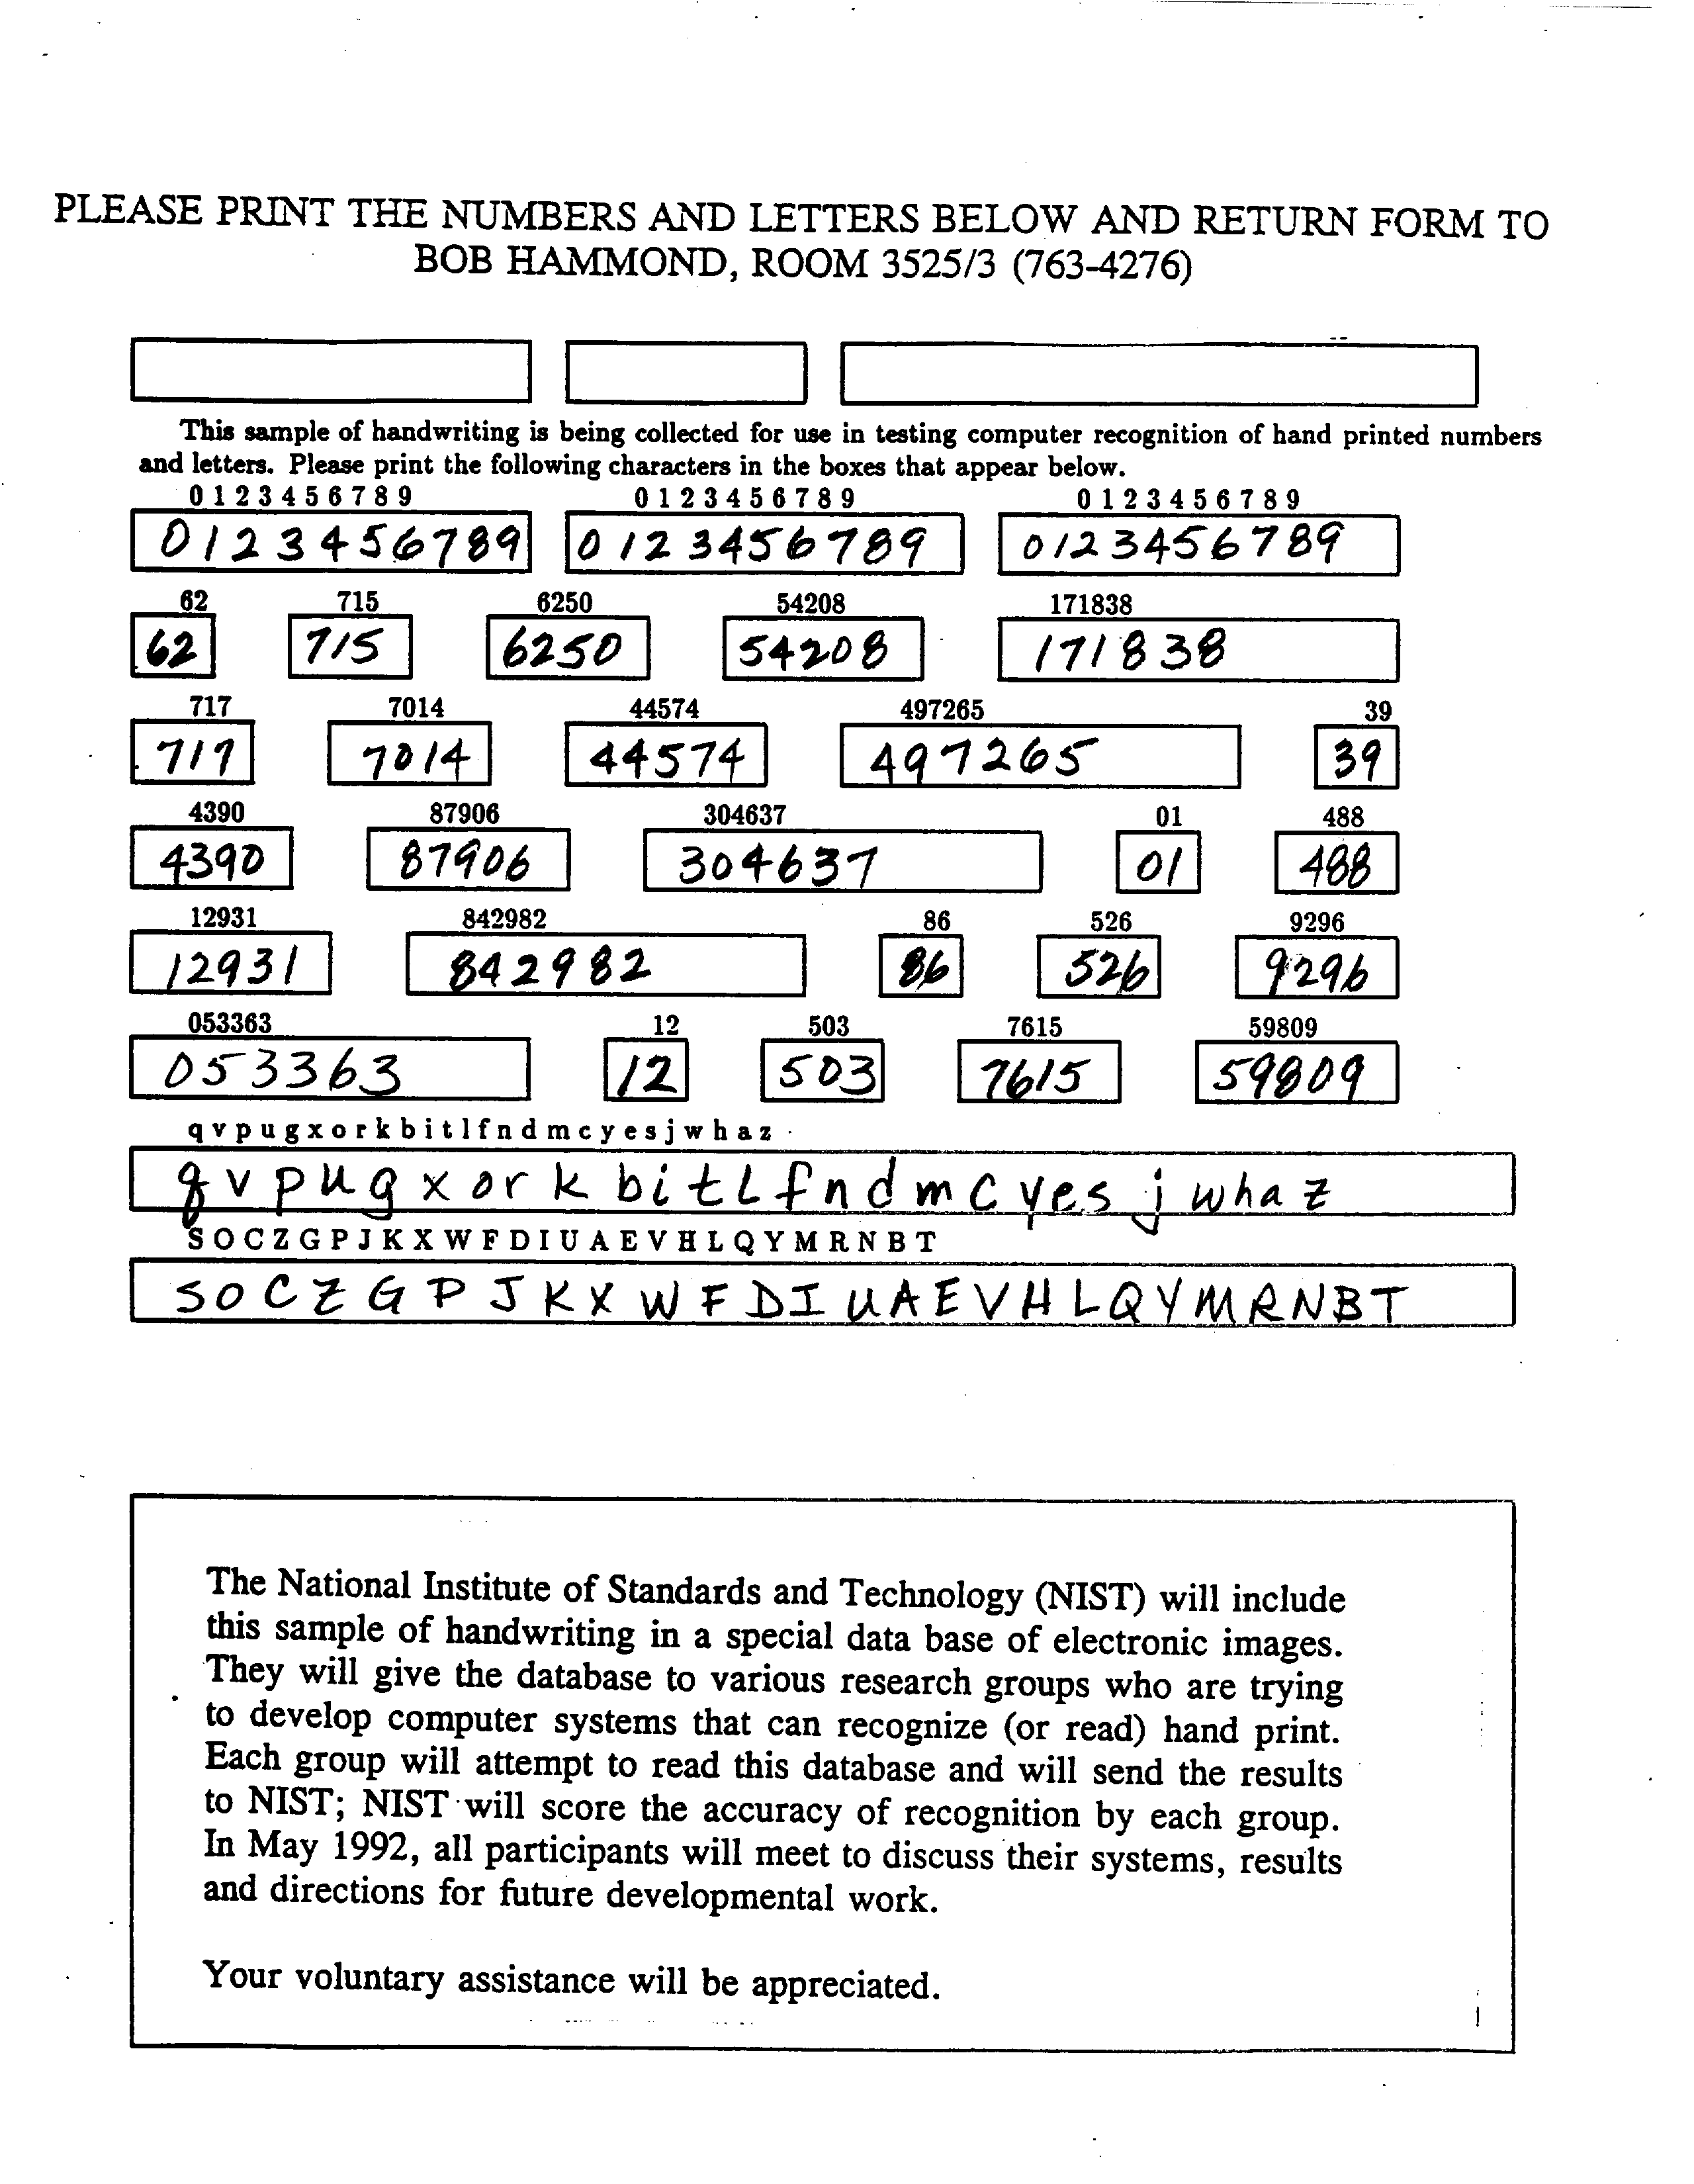 PLEASE PRINT THE NUMBERS AND LETTERS BELOW AND RETURN FORM TO
BOB HAMMOND, ROOM 3525/3 (763-4276)
This sample of handwriting is being collected for use in testing computer recognition of hand printed numbers
and letters. Please print the following characters in the boxes that appear below.
0 1 2 3 4 5 6 7 8 9 0 1 2 3 4 5 6 7 8 9 0 1 2 3 4 5 6 7 8 9
0123456789 0123456789 0123456789
62 715 6250 54208 171838
62 715 6250 54208 171838
717 7014 44574 497265 39
717 7014 44574 497265 39
4390 87906 304637 01 488
4390 87906 304637 01 488
12931 842982 86 526 9296
12931 842982 86 526 9296
053363 12 503 7615 59809
053363 12 503 7615 59809
q v p u g x o r k b i t l f n d m c y e s j w h a z
q v p u g x o r k b i t l f n d m c y e s j w h a z
S O C Z G P J K X W F D I U A E V H L Q Y M R N B T
S O C Z G P J K X W F D I U A E V H L Q Y M R N B T
The National Institute of Standards and Technology (NIST) will include
this sample of handwriting in a special data base of electronic images.
They will give the database to various research groups who are trying
to develop computer systems that can recognize (or read) hand print.
Each group will attempt to read this database and will send the results
to NIST; NIST will score the accuracy of recognition by each group.
In May 1992, all participants will meet to discuss their systems, results
and directions for future developmental work.
Your voluntary assistance will be appreciated.